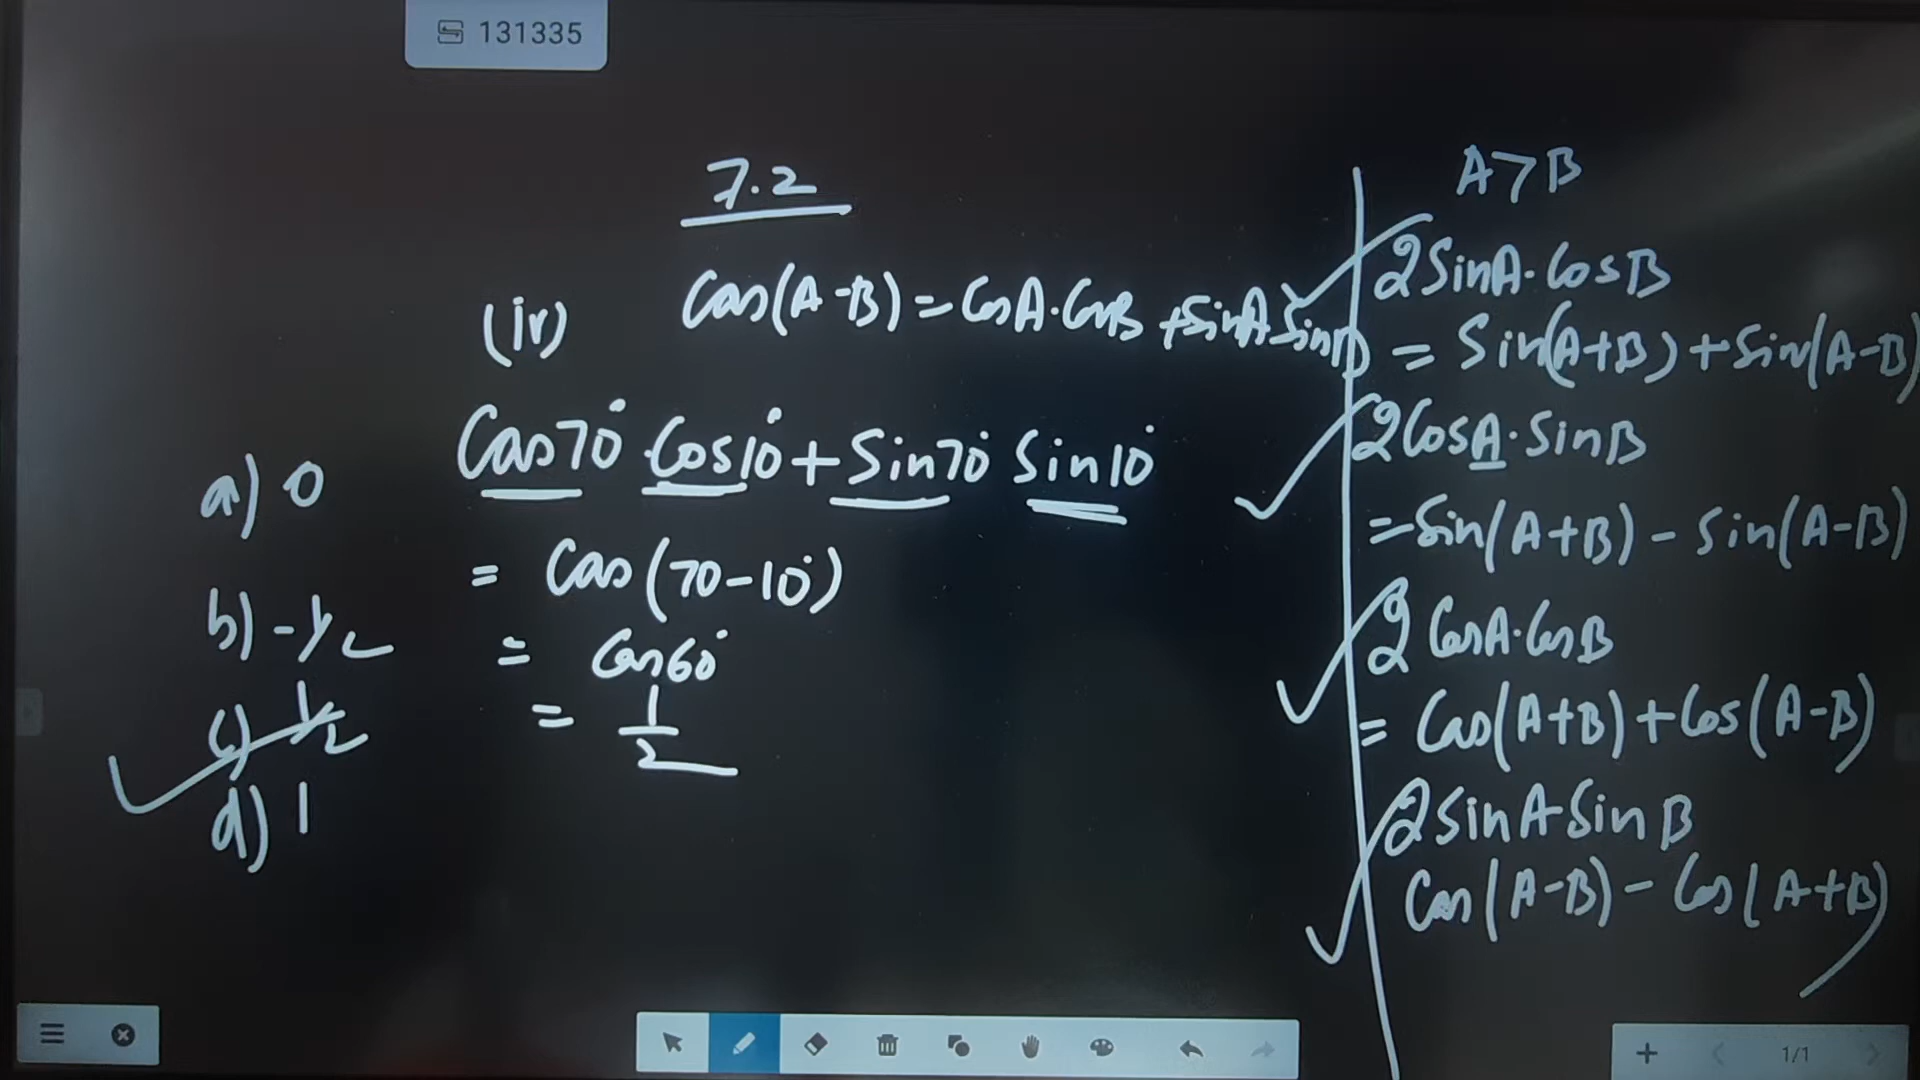 131335
7.2
(iv)
Cos(A-B) = CosA·CosB + SinA SinB
Cos70° Cos10° + Sin70° Sin10°
= Cos(70-10°)
= Cos60°
= 1/2
a) 0
b) -1/2
c) 1/2
d) 1
A>B
2SinA·CosB
= Sin(A+B) + Sin(A-B)
2CosA·SinB
= Sin(A+B) - Sin(A-B)
2 CosA·CosB
= Cos(A+B) + Cos(A-B)
2SinA·SinB
Cos(A-B) - Cos(A+B)
1/1